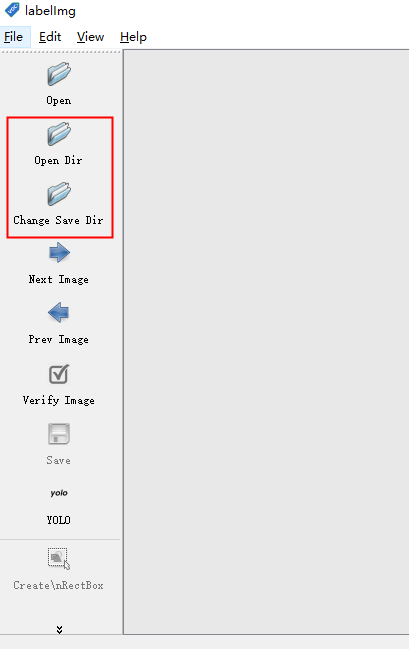 labelImg
File Edit View Help
Open
Open Dir
Change Save Dir
Next Image
Prev Image
Verify Image
Save
yolo
YOLO
Create\nRectBox